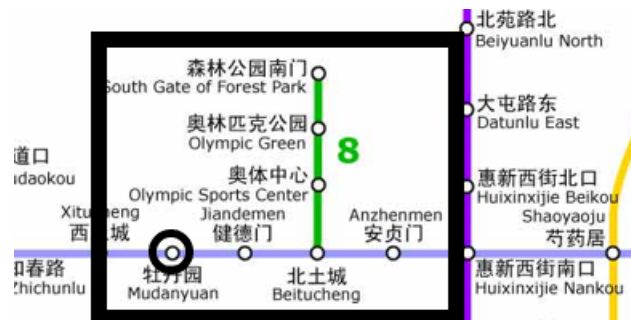 北苑路北
Beiyuanlu North
森林公园南门
South Gate of Forest Park
大屯路东
Datunlu East
奥林匹克公园
Olympic Green
8
道口
udaokou
奥体中心
Olympic Sports Center
惠新西街北口
Huixinxijie Beikou
Shaoyaoju
芍药居
Jiandemen
健德门
Anzhenmen
安贞门
知春路
Zhichunlu
牡丹园
Mudanyuan
北土城
Beitucheng
惠新西街南口
Huixinxijie Nankou